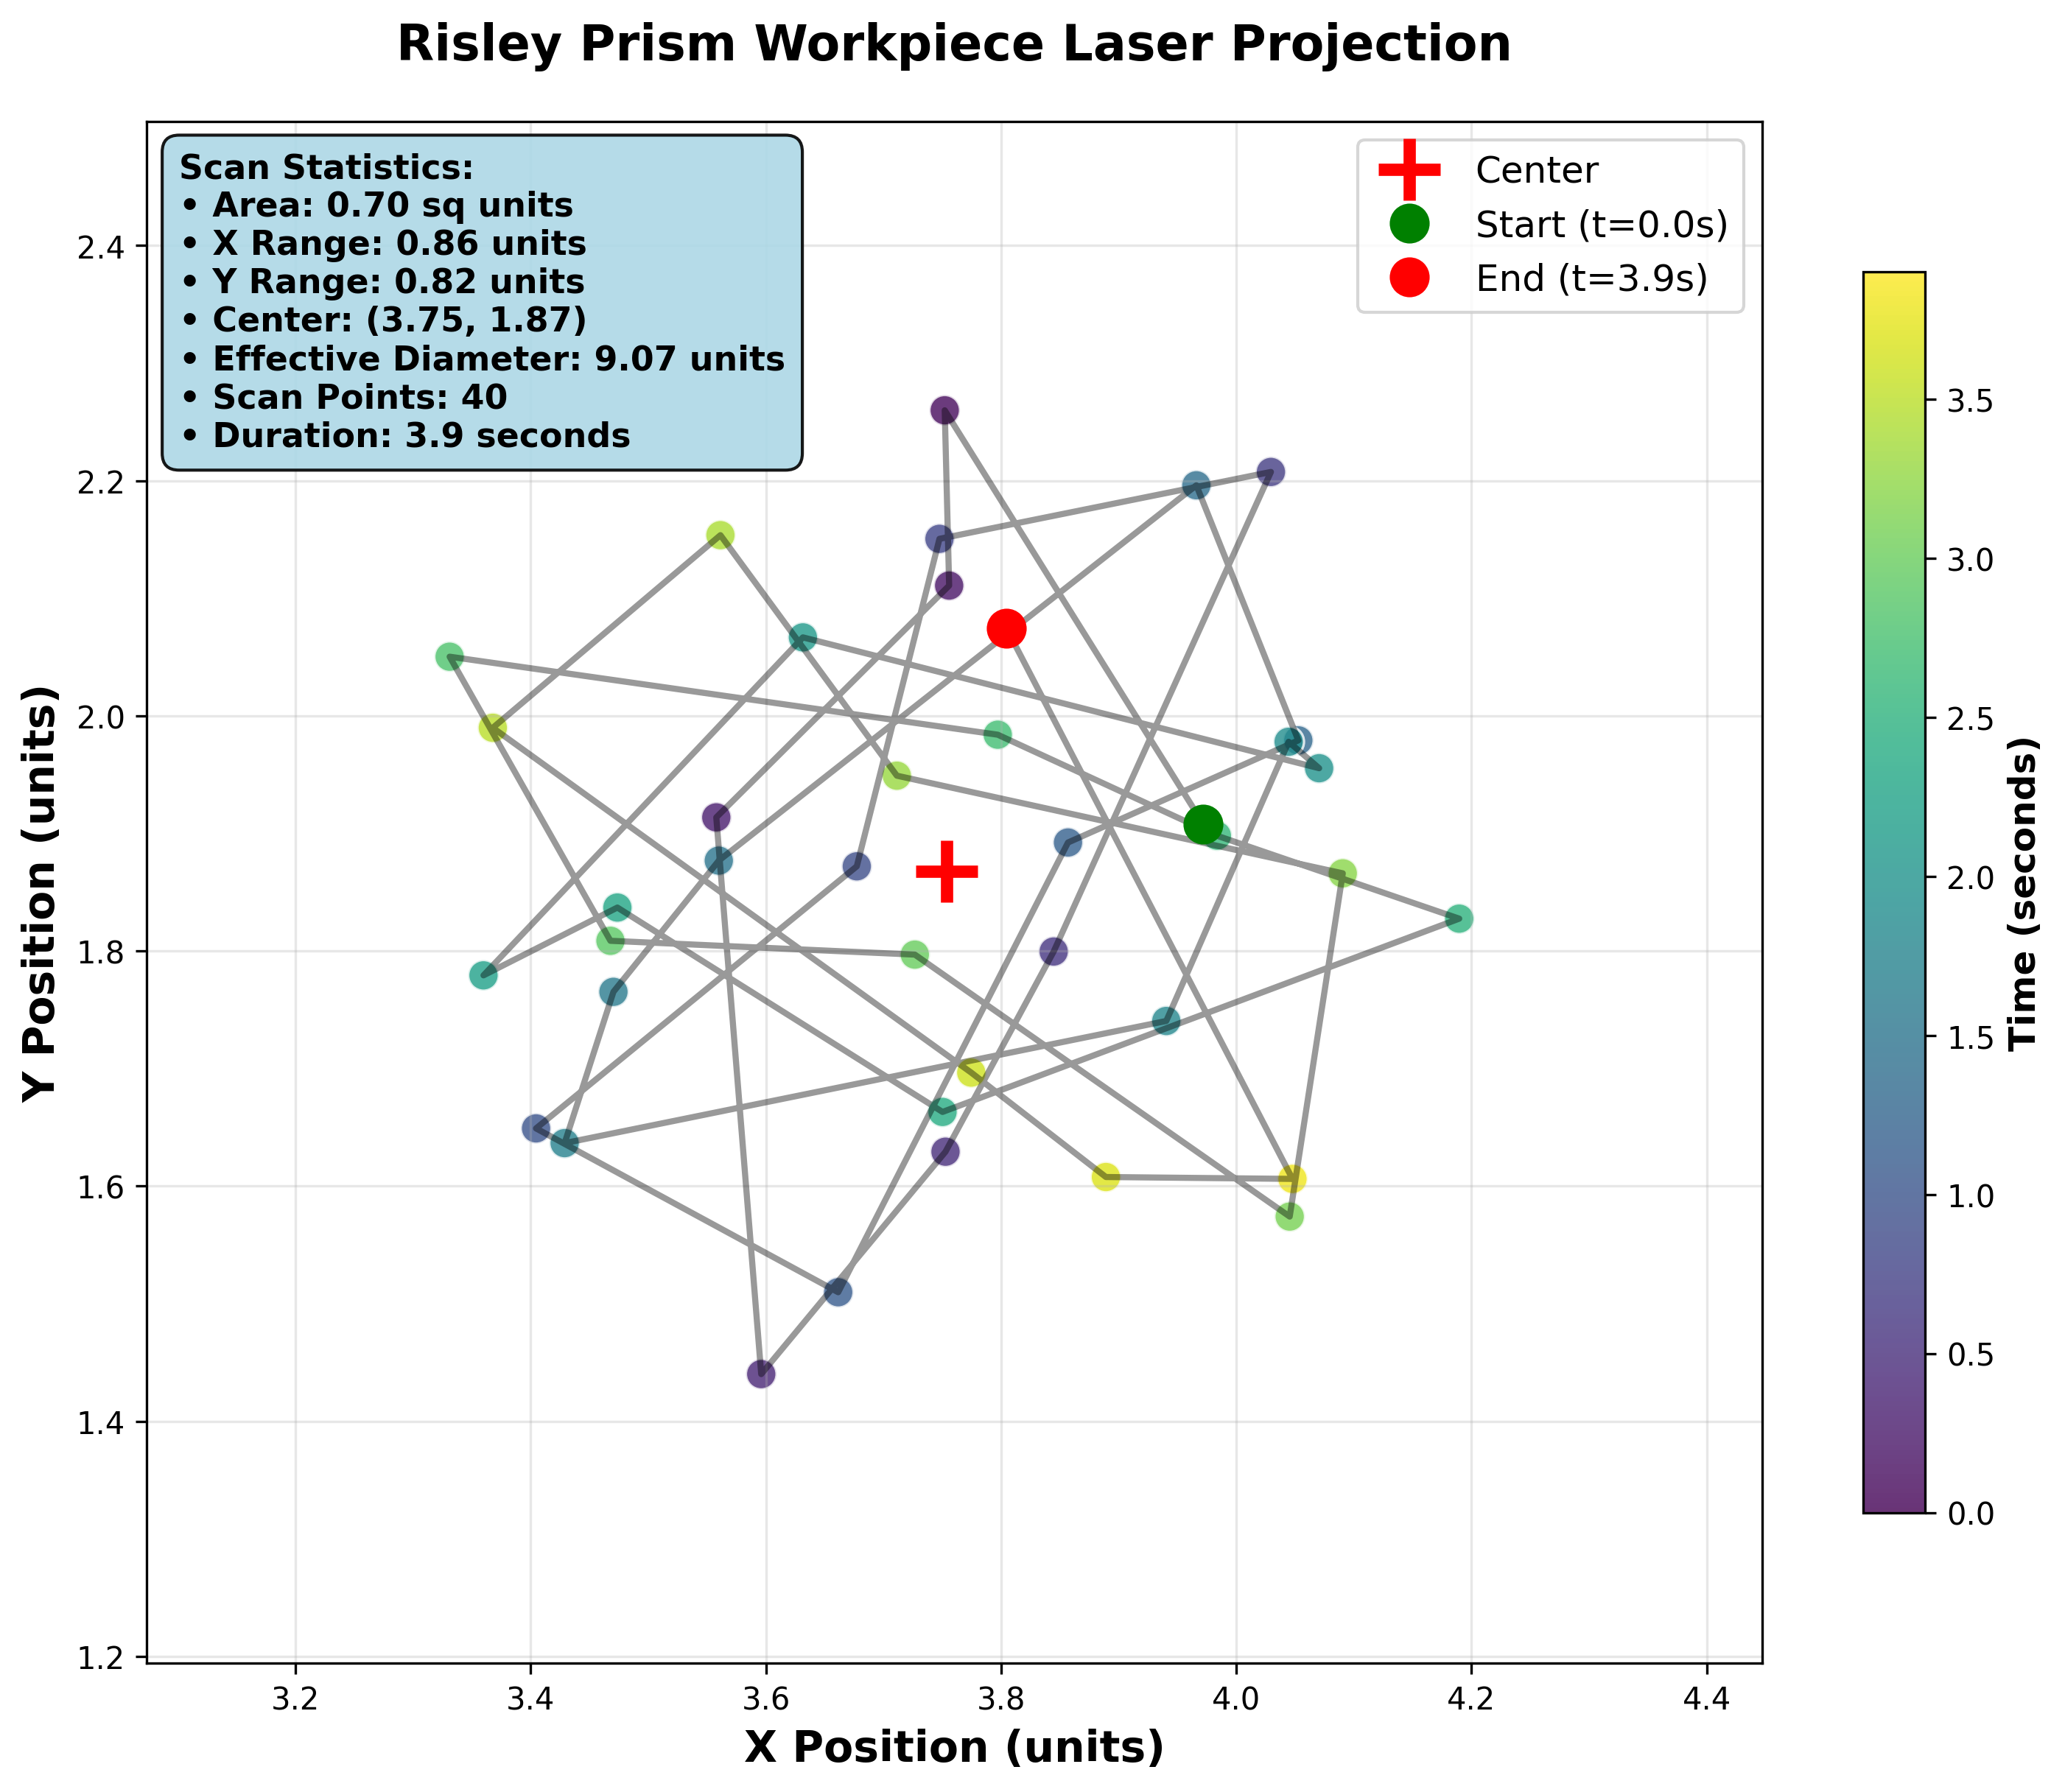 Risley Prism Workpiece Laser Projection
Scan Statistics:
• Area: 0.70 sq units
• X Range: 0.86 units
• Y Range: 0.82 units
• Center: (3.75, 1.87)
• Effective Diameter: 9.07 units
• Scan Points: 40
• Duration: 3.9 seconds
Center
Start (t=0.0s)
End (t=3.9s)
Y Position (units)
2.4
2.2
2.0
1.8
1.6
1.4
1.2
3.2
3.4
3.6
3.8
4.0
4.2
4.4
X Position (units)
3.5
3.0
2.5
2.0
1.5
1.0
0.5
0.0
Time (seconds)